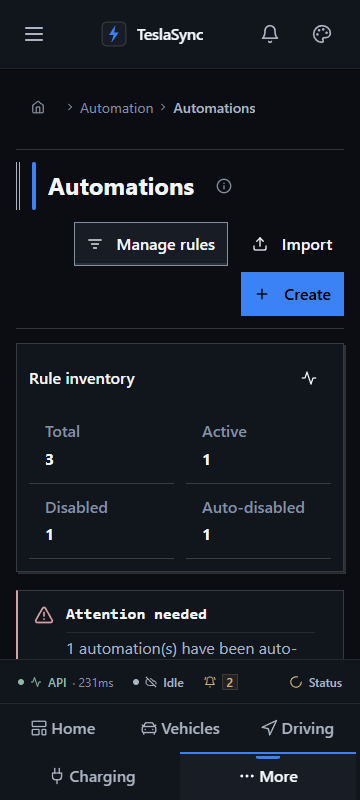 TeslaSync
Automation
Automations
Automations
Manage rules
Import
Create
Rule inventory
Total
Active
3
1
Disabled
Auto-disabled
1
1
Attention needed
1 automation(s) have been auto-
API · 231ms
Idle
2
Status
Home
Vehicles
Driving
Charging
More